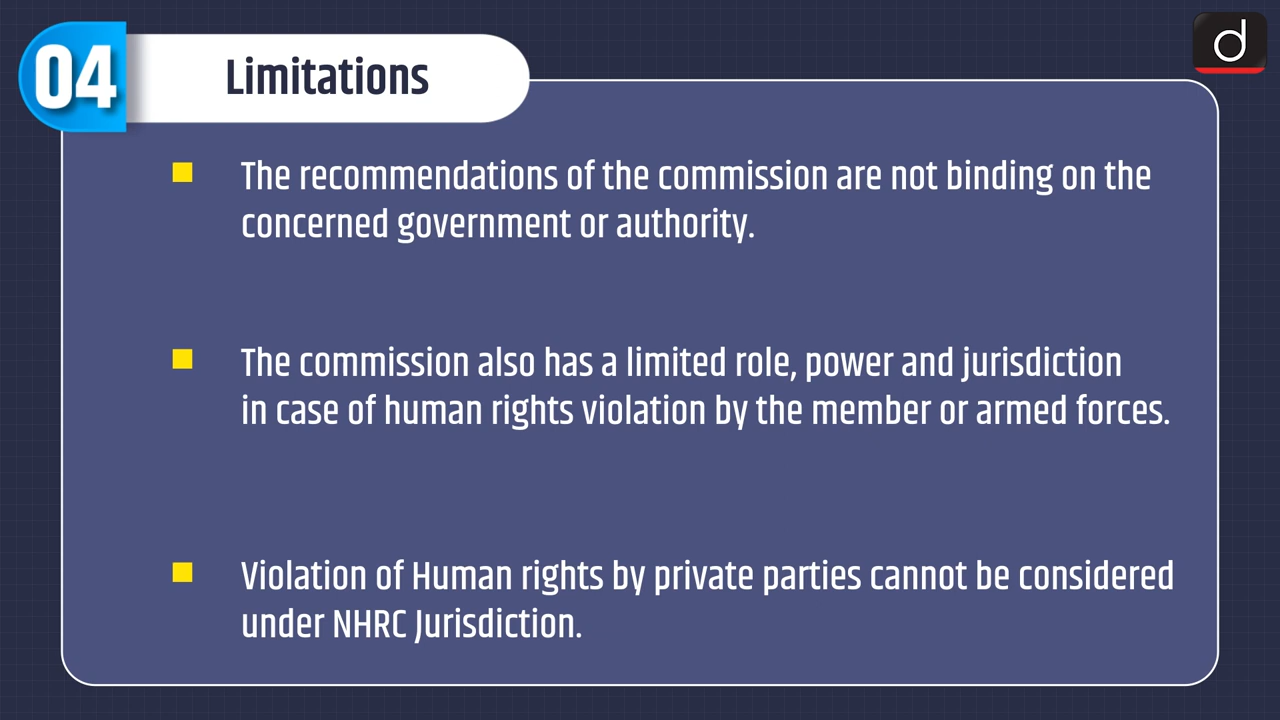 04
Limitations
d
The recommendations of the commission are not binding on the
concerned government or authority.
The commission also has a limited role, power and jurisdiction
in case of human rights violation by the member or armed forces.
Violation of Human rights by private parties cannot be considered
under NHRC Jurisdiction.